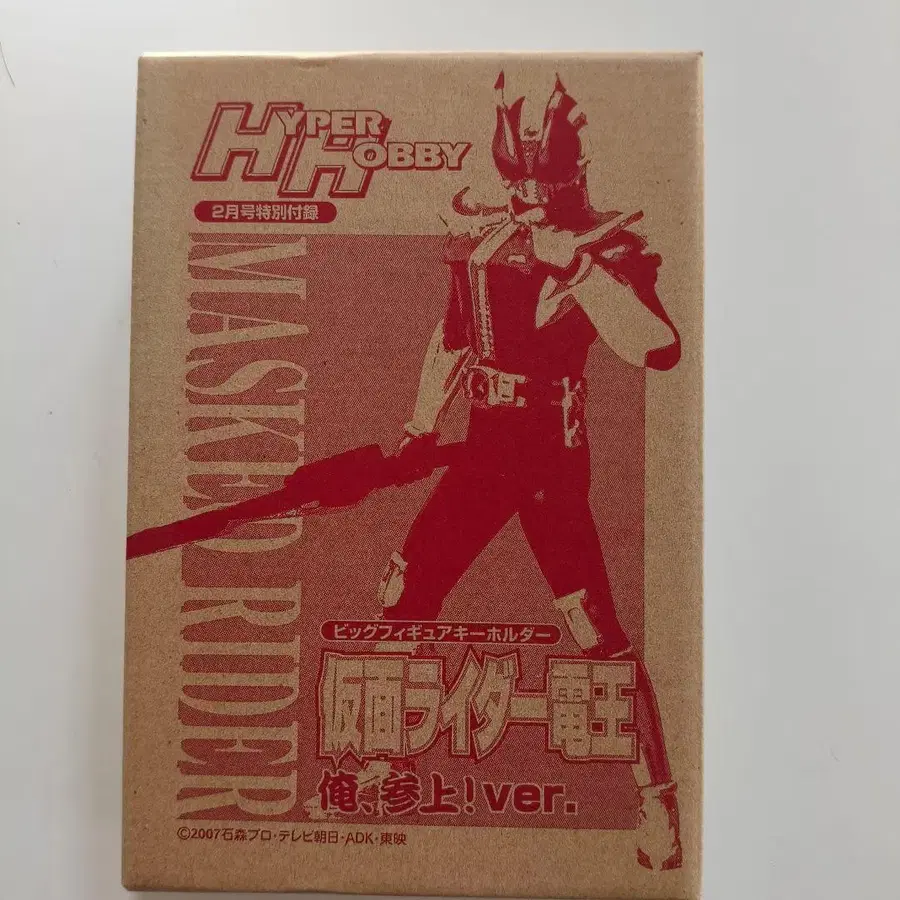 HYPER
HOBBY
2月号特別付録
MASKED RIDER
ビッグフィギュアキーホルダー
仮面ライダー電王
俺、参上!ver.
©2007石森プロ・テレビ朝日・ADK・東映